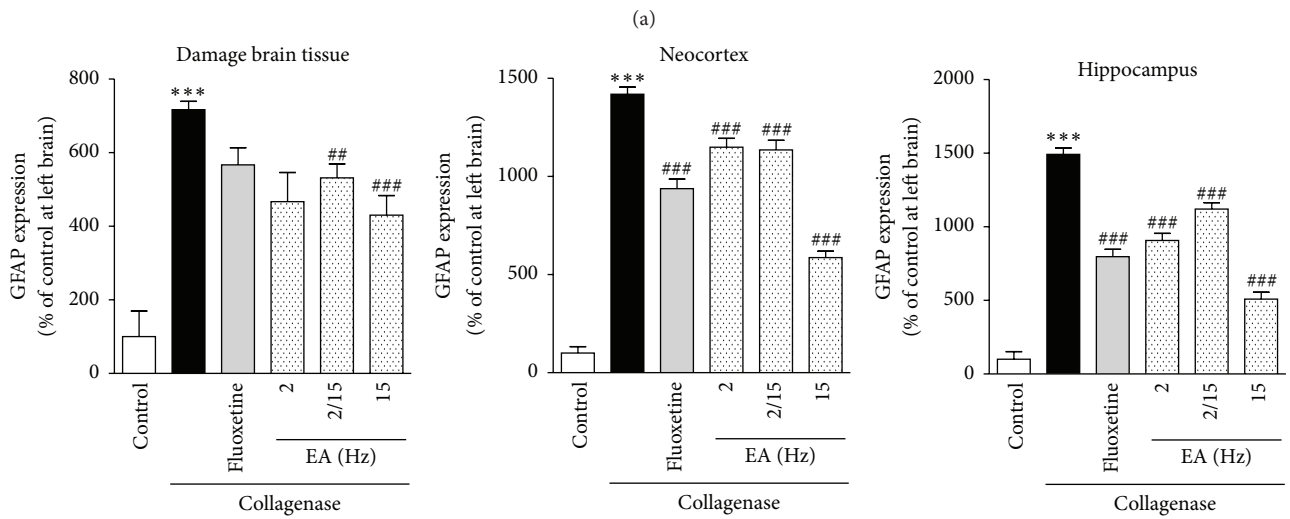 (a)
Damage brain tissue
GFAP expression
(% of control at left brain)
800
600
400
200
0
***
##
###
Control
Fluoxetine
2
2/15
15
EA (Hz)
Collagenase
Neocortex
GFAP expression
(% of control at left brain)
1500
1000
500
0
***
###
###
###
###
Control
Fluoxetine
2
2/15
15
EA (Hz)
Collagenase
Hippocampus
GFAP expression
(% of control at left brain)
2000
1500
1000
500
0
***
###
###
###
###
Control
Fluoxetine
2
2/15
15
EA (Hz)
Collagenase